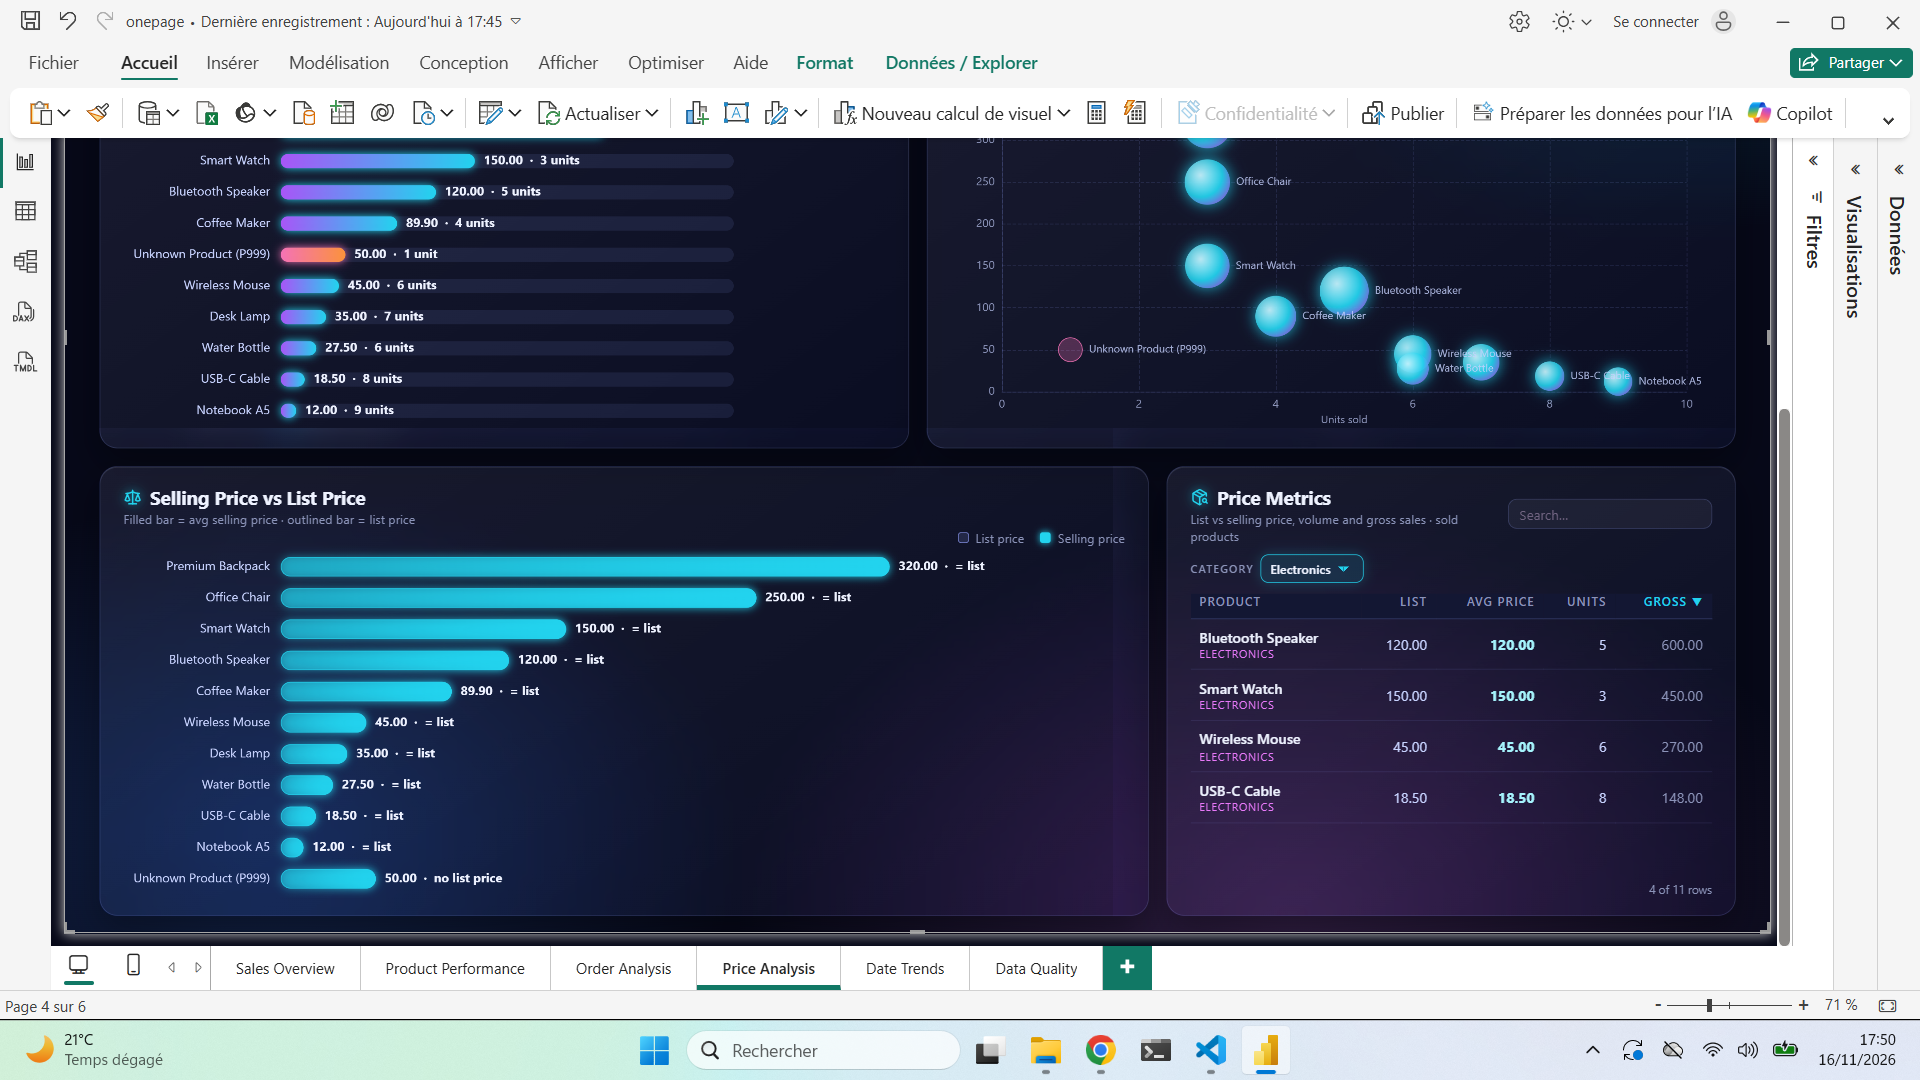 onepage • Dernière enregistrement : Aujourd'hui à 17:45
Se connecter
Fichier Accueil Insérer Modélisation Conception Afficher Optimiser Aide Format Données / Explorer
Partager
Actualiser Nouveau calcul de visuel Confidentialité Publier Préparer les données pour l'IA Copilot
DAX
TMDL
Smart Watch 150.00 · 3 units
Bluetooth Speaker 120.00 · 5 units
Coffee Maker 89.90 · 4 units
Unknown Product (P999) 50.00 · 1 unit
Wireless Mouse 45.00 · 6 units
Desk Lamp 35.00 · 7 units
Water Bottle 27.50 · 6 units
USB-C Cable 18.50 · 8 units
Notebook A5 12.00 · 9 units
300
250
200
150
100
50
0
Office Chair
Smart Watch
Bluetooth Speaker
Coffee Maker
Unknown Product (P999)
Wireless Mouse
Water Bottle
USB-C Cable
Notebook A5
0 2 4 6 8 10
Units sold
Selling Price vs List Price
Filled bar = avg selling price · outlined bar = list price
List price Selling price
Premium Backpack 320.00 · = list
Office Chair 250.00 · = list
Smart Watch 150.00 · = list
Bluetooth Speaker 120.00 · = list
Coffee Maker 89.90 · = list
Wireless Mouse 45.00 · = list
Desk Lamp 35.00 · = list
Water Bottle 27.50 · = list
USB-C Cable 18.50 · = list
Notebook A5 12.00 · = list
Unknown Product (P999) 50.00 · no list price
Price Metrics
List vs selling price, volume and gross sales · sold
products
Search...
CATEGORY Electronics
PRODUCT LIST AVG PRICE UNITS GROSS ▼
Bluetooth Speaker 120.00 120.00 5 600.00
ELECTRONICS
Smart Watch 150.00 150.00 3 450.00
ELECTRONICS
Wireless Mouse 45.00 45.00 6 270.00
ELECTRONICS
USB-C Cable 18.50 18.50 8 148.00
ELECTRONICS
4 of 11 rows
Filtres
Visualisations
Données
Sales Overview Product Performance Order Analysis Price Analysis Date Trends Data Quality +
Page 4 sur 6
- + 71 %
21°C
Temps dégagé
Rechercher
17:50
16/11/2026